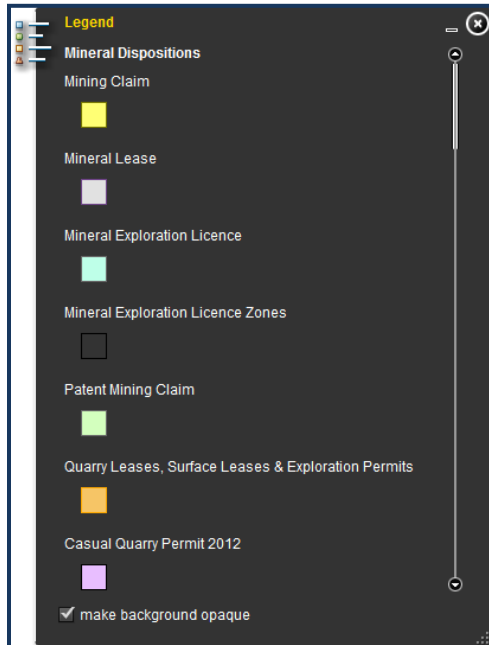 Legend
Mineral Dispositions
Mining Claim
Mineral Lease
Mineral Exploration Licence
Mineral Exploration Licence Zones
Patent Mining Claim
Quarry Leases, Surface Leases & Exploration Permits
Casual Quarry Permit 2012
make background opaque